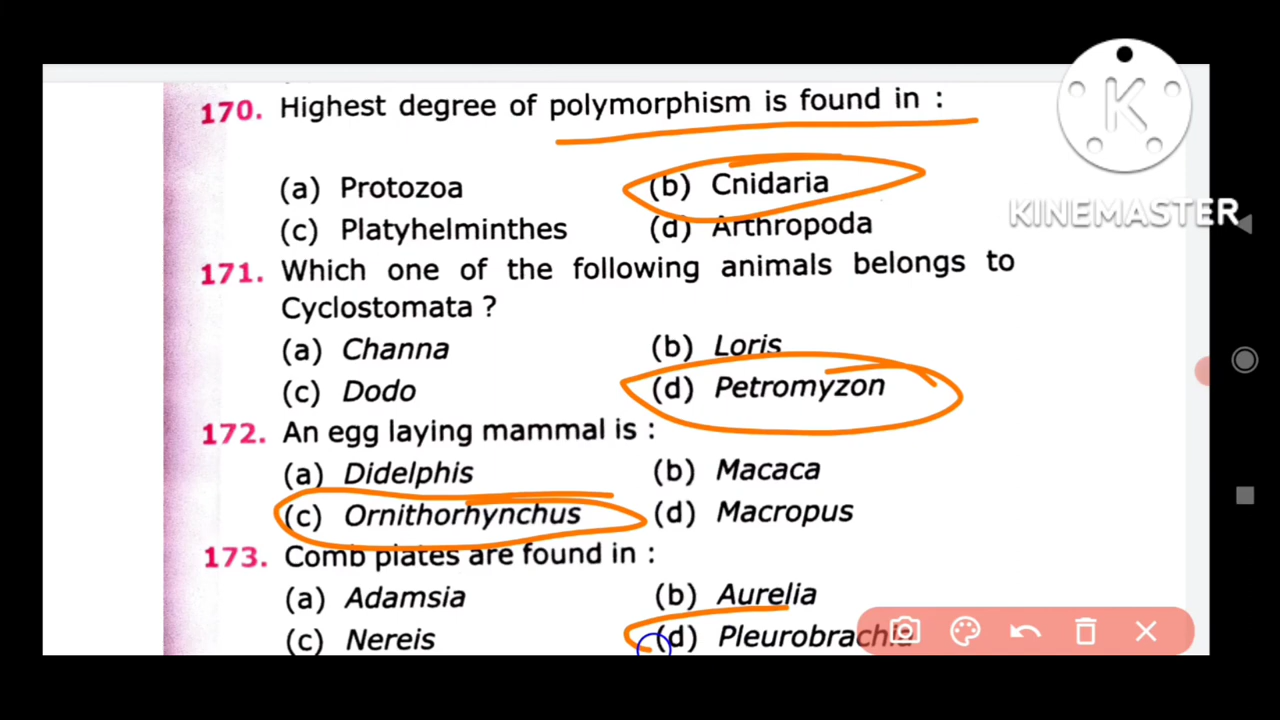 170. Highest degree of polymorphism is found in :
(a) Protozoa (b) Cnidaria
(c) Platyhelminthes (d) Arthropoda
171. Which one of the following animals belongs to
Cyclostomata ?
(a) Channa (b) Loris
(c) Dodo (d) Petromyzon
172. An egg laying mammal is :
(a) Didelphis (b) Macaca
(c) Ornithorhynchus (d) Macropus
173. Comb plates are found in :
(a) Adamsia (b) Aurelia
(c) Nereis (d) Pleurobrachia
K
KINEMASTER